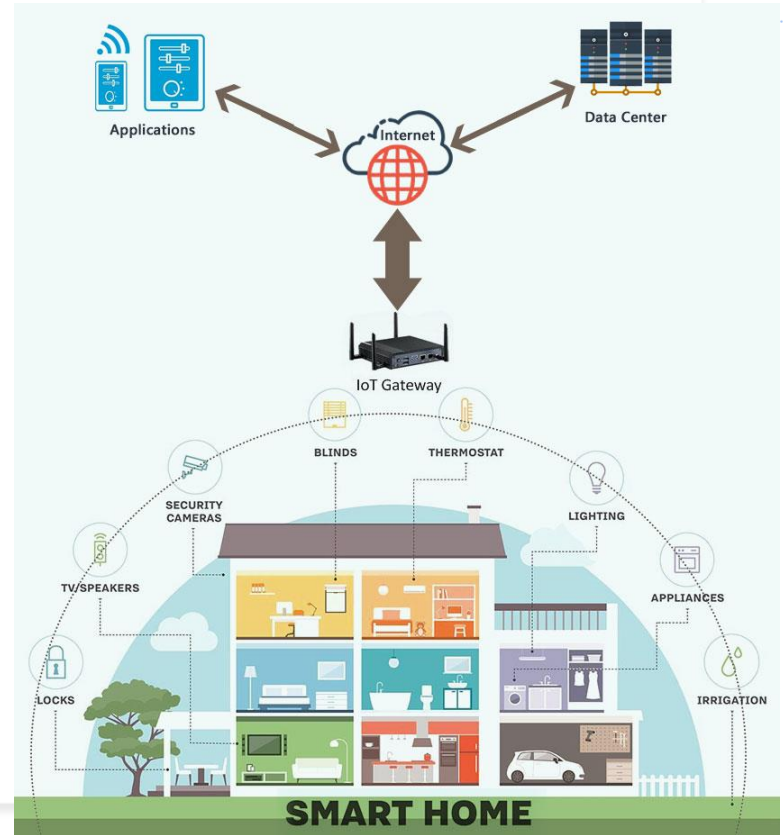 Applications
Internet
Data Center
IoT Gateway
BLINDS
THERMOSTAT
SECURITY
CAMERAS
LIGHTING
TV/SPEAKERS
APPLIANCES
LOCKS
IRRIGATION
SMART HOME